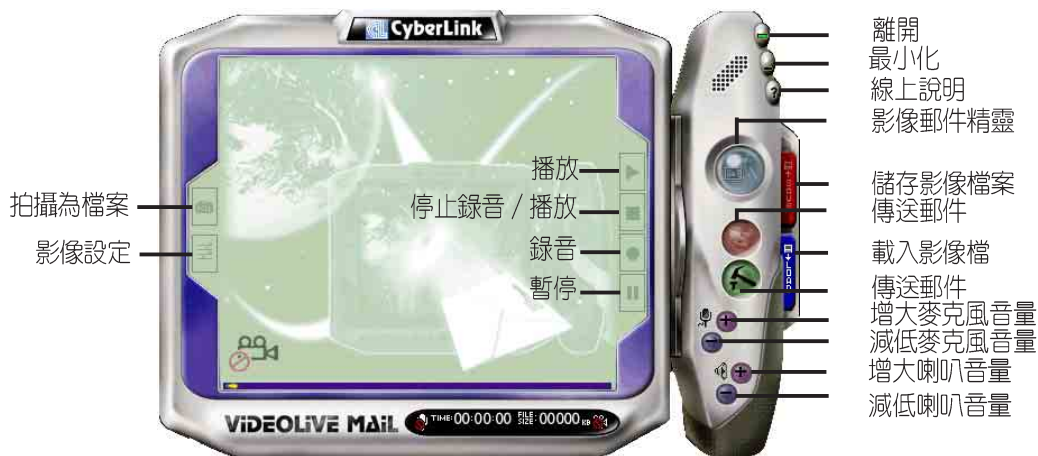 CyberLink
離開
最小化
?
線上說明
影像郵件精靈
播放
儲存影像檔案
拍攝為檔案
停止錄音 / 播放
傳送郵件
影像設定
錄音
載入影像檔
暫停
傳送郵件
增大麥克風音量
減低麥克風音量
增大喇叭音量
減低喇叭音量
VIDEOLIVE MAIL
TIME: 00:00:00 FILE SIZE: 00000 KB